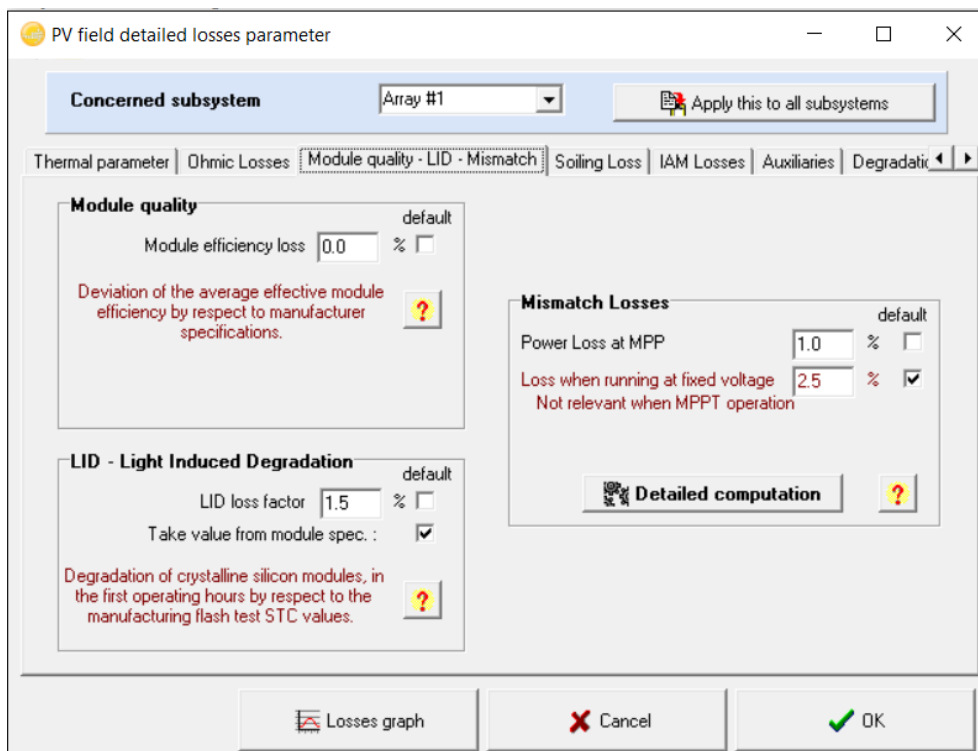 PV field detailed losses parameter
Concerned subsystem
Array #1
Apply this to all subsystems
Thermal parameter
Ohmic Losses
Module quality - LID - Mismatch
Soiling Loss
IAM Losses
Auxiliaries
Module quality
default
Module efficiency loss 0.0 %
Deviation of the average effective module
efficiency by respect to manufacturer
specifications.
?
LID - Light Induced Degradation
default
LID loss factor 1.5 %
Take value from module spec. :
Degradation of crystalline silicon modules, in
the first operating hours by respect to the
manufacturing flash test STC values.
?
Mismatch Losses
default
Power Loss at MPP 1.0 %
Loss when running at fixed voltage 2.5 %
Not relevant when MPPT operation
Detailed computation
?
Losses graph
Cancel
OK